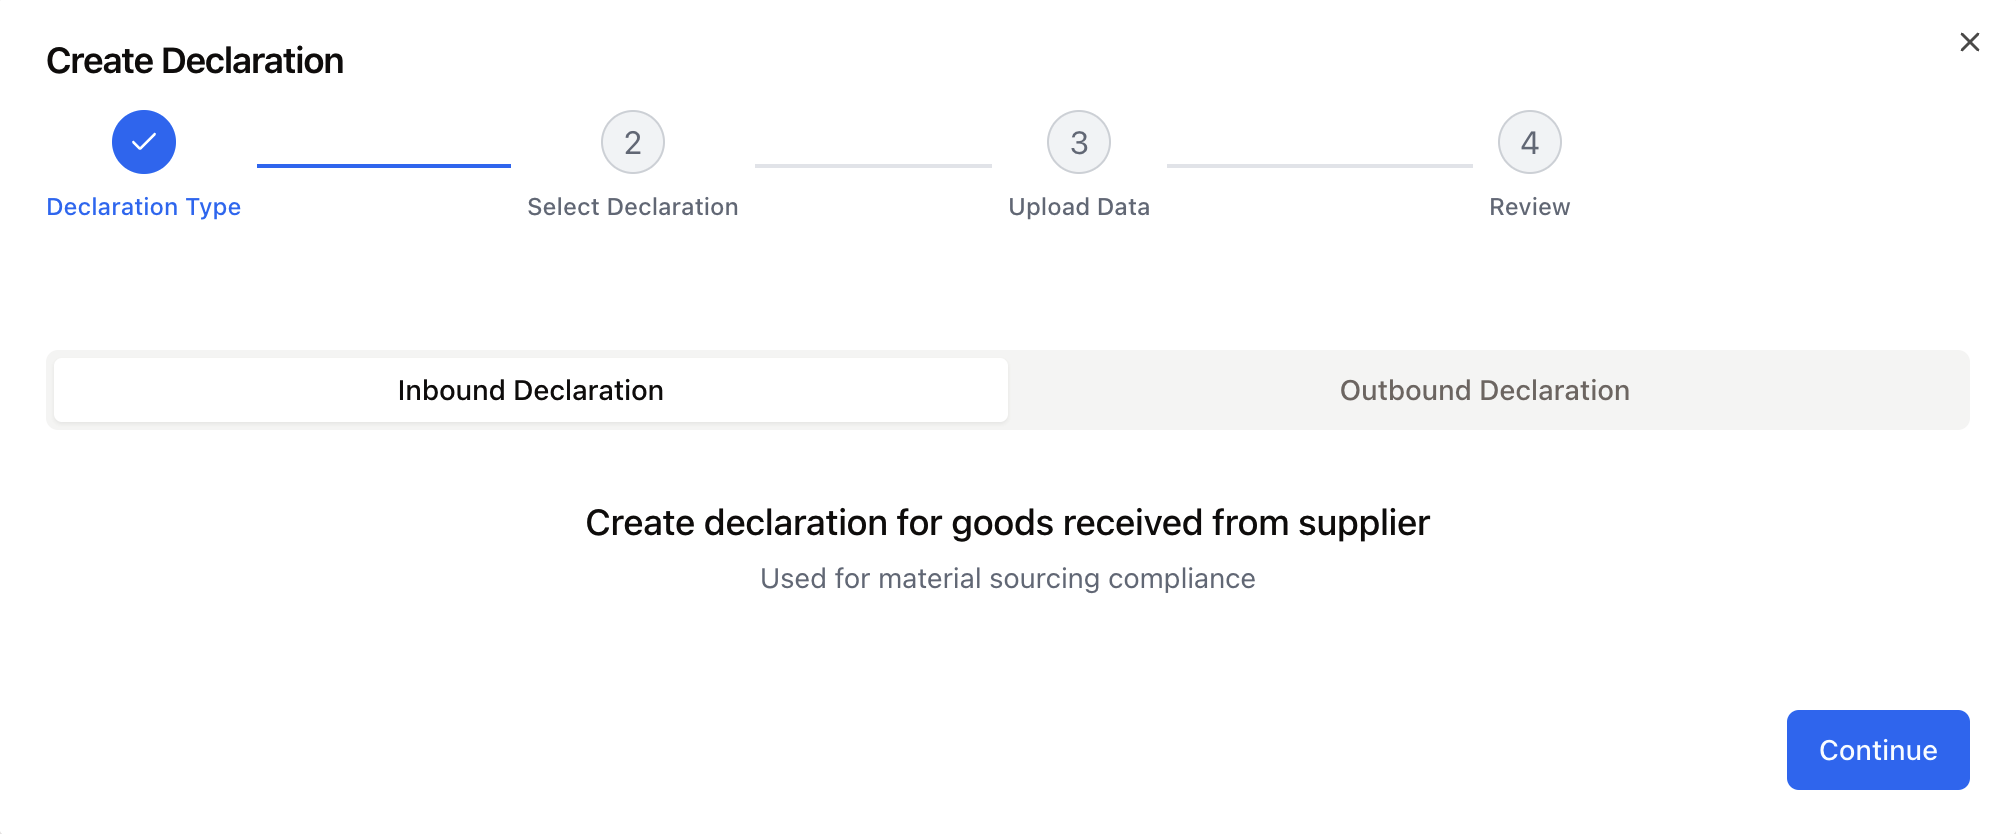 Create Declaration
2
3
4
Declaration Type
Select Declaration
Upload Data
Review
Inbound Declaration
Outbound Declaration
Create declaration for goods received from supplier
Used for material sourcing compliance
Continue